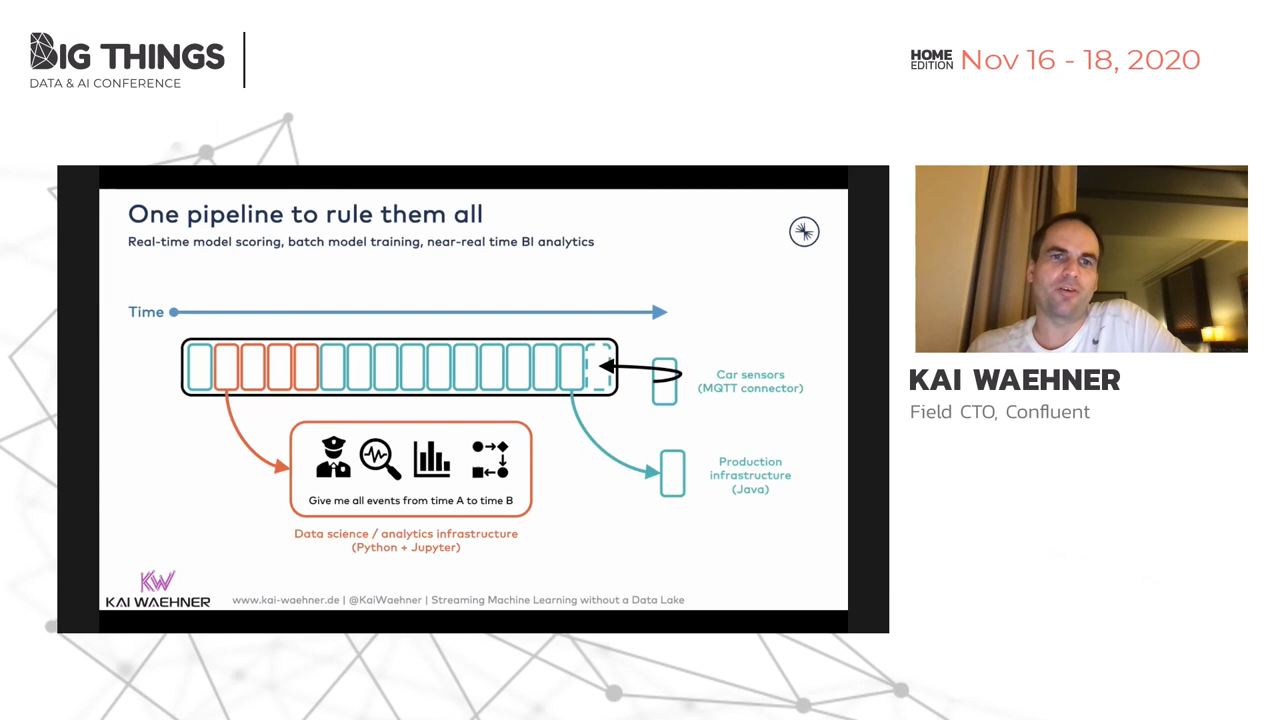 BIG THINGS
DATA & AI CONFERENCE
HOME
EDITION
Nov 16 - 18, 2020
One pipeline to rule them all
Real-time model scoring, batch model training, near-real time BI analytics
Time
Car sensors
(MQTT connector)
Production
infrastructure
(Java)
Give me all events from time A to time B
Data science / analytics infrastructure
(Python + Jupyter)
KW
KAI WAEHNER
www.kai-waehner.de | @KaiWaehner | Streaming Machine Learning without a Data Lake
KAI WAEHNER
Field CTO, Confluent